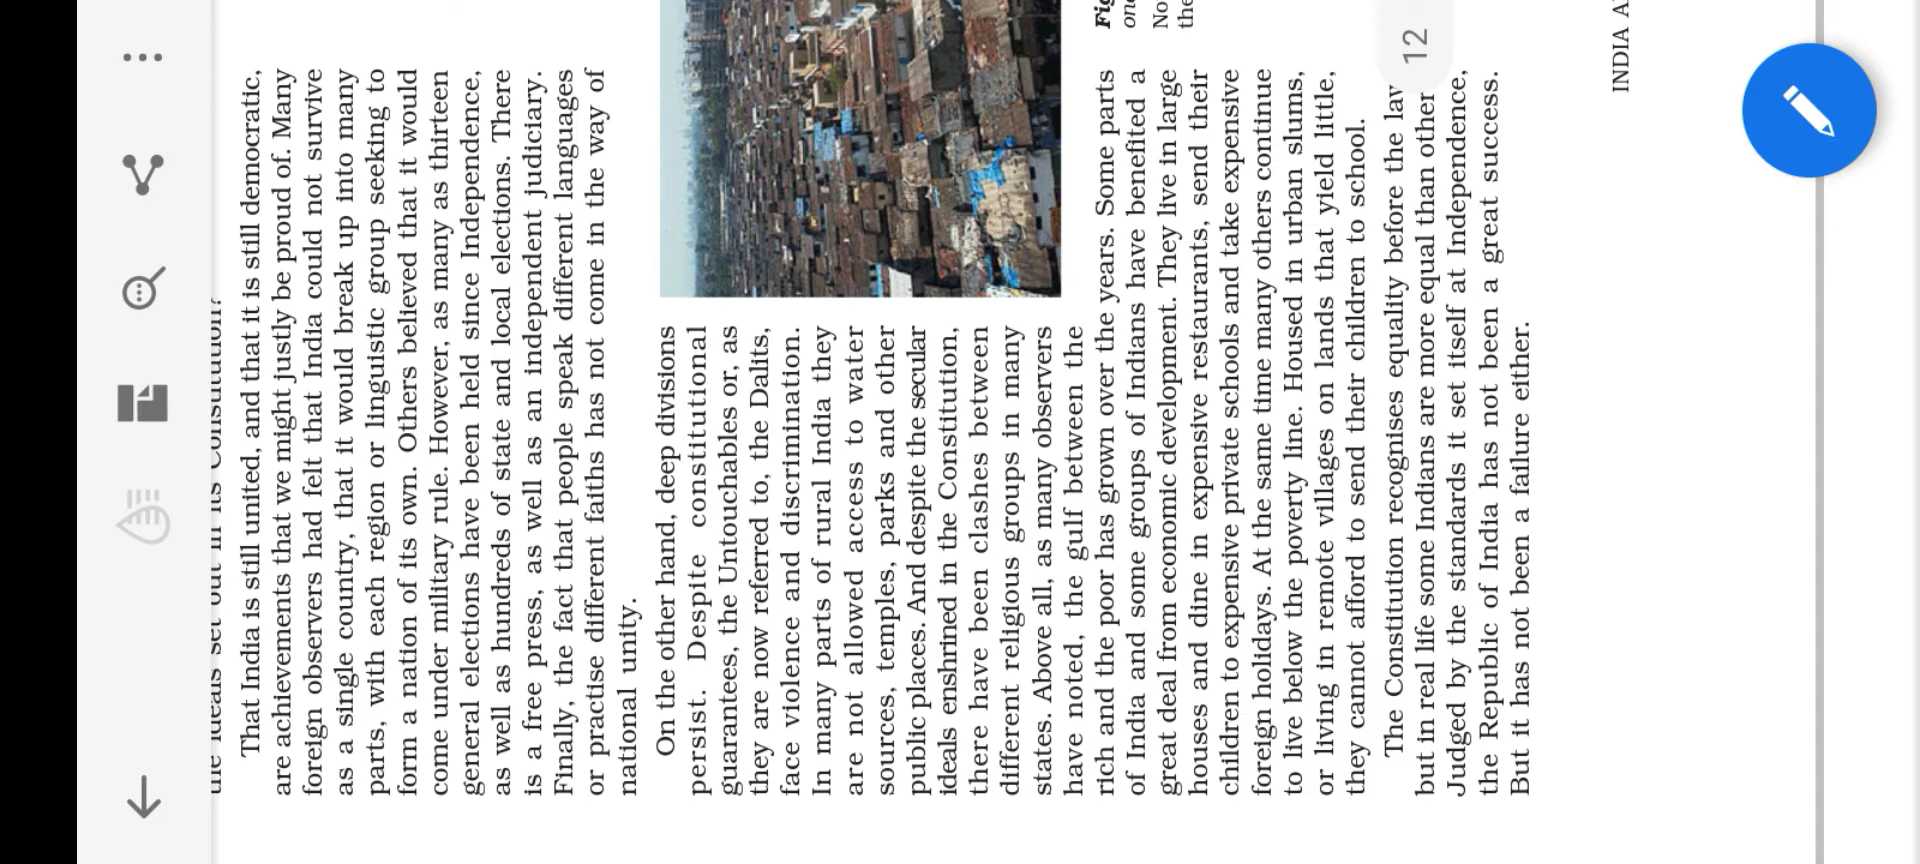 the ideals set out in its Constitution?
That India is still united, and that it is still democratic,
are achievements that we might justly be proud of. Many
foreign observers had felt that India could not survive
as a single country, that it would break up into many
parts, with each region or linguistic group seeking to
form a nation of its own. Others believed that it would
come under military rule. However, as many as thirteen
general elections have been held since Independence,
as well as hundreds of state and local elections. There
is a free press, as well as an independent judiciary.
Finally, the fact that people speak different languages
or practise different faiths has not come in the way of
national unity.
On the other hand, deep divisions
persist. Despite constitutional
guarantees, the Untouchables or, as
they are now referred to, the Dalits,
face violence and discrimination.
In many parts of rural India they
are not allowed access to water
sources, temples, parks and other
public places. And despite the secular
ideals enshrined in the Constitution,
there have been clashes between
different religious groups in many
states. Above all, as many observers
have noted, the gulf between the
rich and the poor has grown over the years. Some parts
of India and some groups of Indians have benefited a
great deal from economic development. They live in large
houses and dine in expensive restaurants, send their
children to expensive private schools and take expensive
foreign holidays. At the same time many others continue
to live below the poverty line. Housed in urban slums,
or living in remote villages on lands that yield little,
they cannot afford to send their children to school.
The Constitution recognises equality before the law
but in real life some Indians are more equal than other
Judged by the standards it set itself at Independence,
the Republic of India has not been a great success.
But it has not been a failure either.
Fig
one
No
the
12
INDIA A